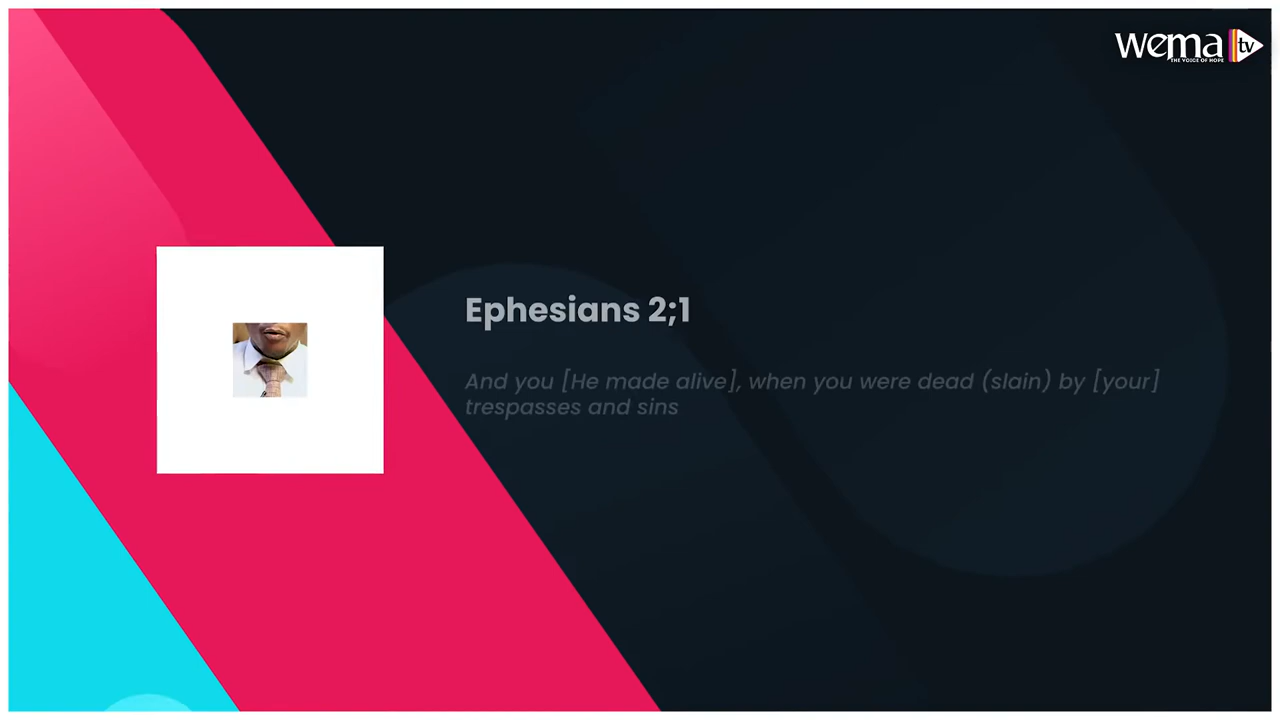 wema tv
THE VOICE OF HOPE
Ephesians 2;1
And you [He made alive], when you were dead (slain) by [your]
trespasses and sins